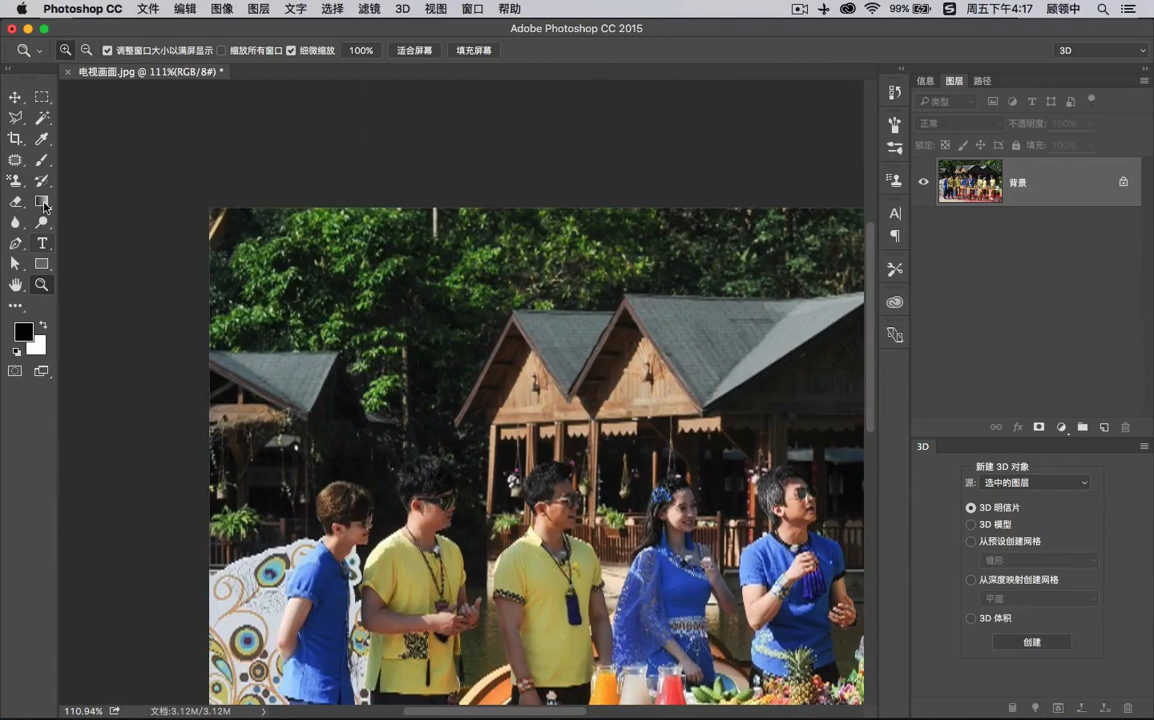 Photoshop CC 文件 编辑 图像 图层 文字 选择 滤镜 3D 视图 窗口 帮助 99% 周五下午4:17 顾领中
Adobe Photoshop CC 2015
调整窗口大小以满屏显示 缩放所有窗口 细微缩放 100% 适合屏幕 填充屏幕 3D
× 电视画面.jpg @ 111%(RGB/8#) *
信息 图层 路径
类型
正常 不透明度: 100%
锁定: 填充: 100%
背景
3D
新建 3D 对象
源: 选中的图层
3D 明信片
3D 模型
从预设创建网格
锥形
从深度映射创建网格
平面
3D 体积
创建
110.94% 文档:3.12M/3.12M